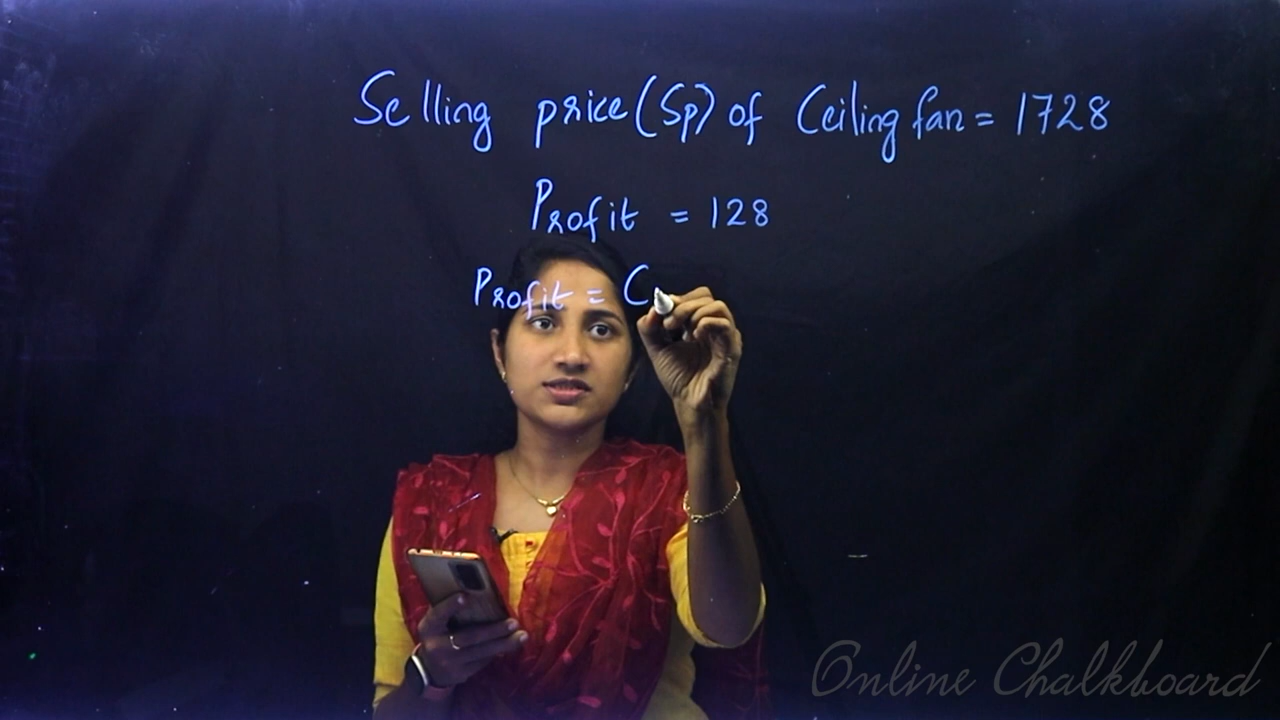 Selling price (Sp) of Ceiling fan = 1728
Profit = 128
Profit = C
Online Chalkboard